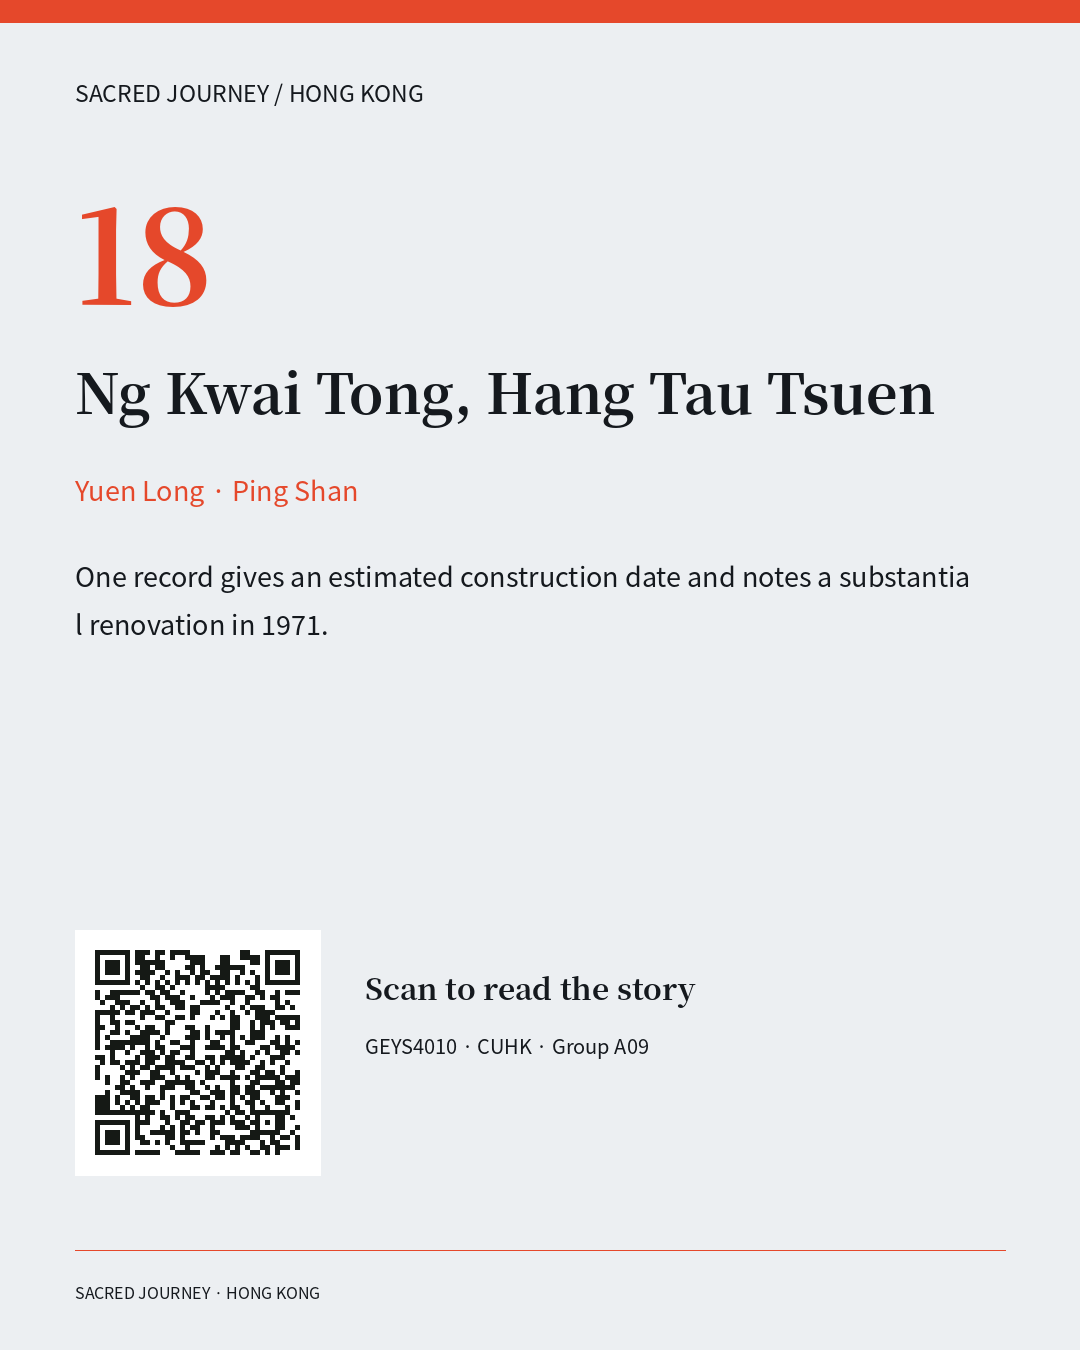 SACRED JOURNEY / HONG KONG
18
Ng Kwai Tong, Hang Tau Tsuen
Yuen Long · Ping Shan
One record gives an estimated construction date and notes a substantia
l renovation in 1971.
Scan to read the story
GEYS4010 · CUHK · Group A09
SACRED JOURNEY · HONG KONG